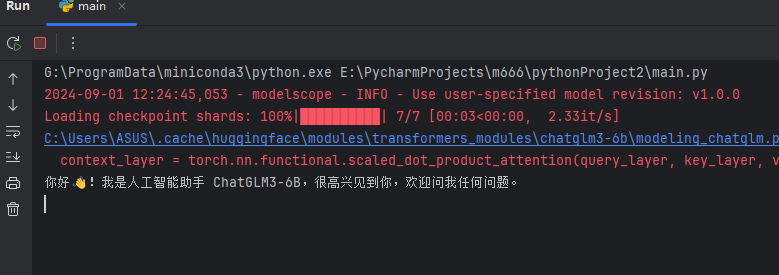 Run main
G:\ProgramData\miniconda3\python.exe E:\PycharmProjects\m666\pythonProject2\main.py
2024-09-01 12:24:45,053 - modelscope - INFO - Use user-specified model revision: v1.0.0
Loading checkpoint shards: 100%|██████████| 7/7 [00:03<00:00,  2.33it/s]
C:\Users\ASUS\.cache\huggingface\modules\transformers_modules\chatglm3-6b\modeling_chatglm.p
context_layer = torch.nn.functional.scaled_dot_product_attention(query_layer, key_layer, v
你好👋！我是人工智能助手 ChatGLM3-6B，很高兴见到你，欢迎问我任何问题。